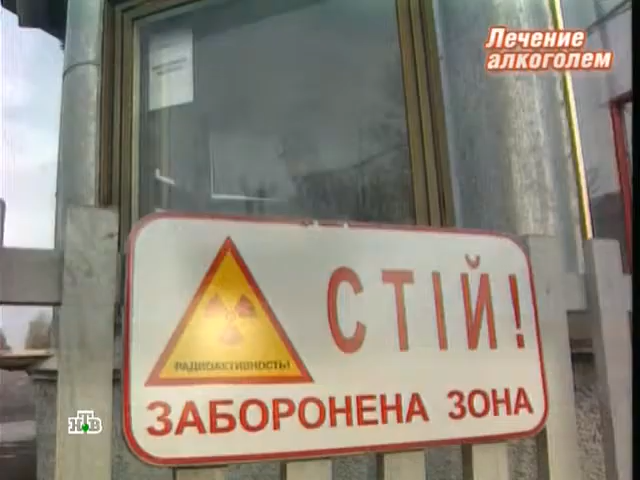 Лечение
алкоголем
СТІЙ!
РАДИОАКТИВНОСТЬ!
ЗАБОРОНЕНА ЗОНА
НТВ